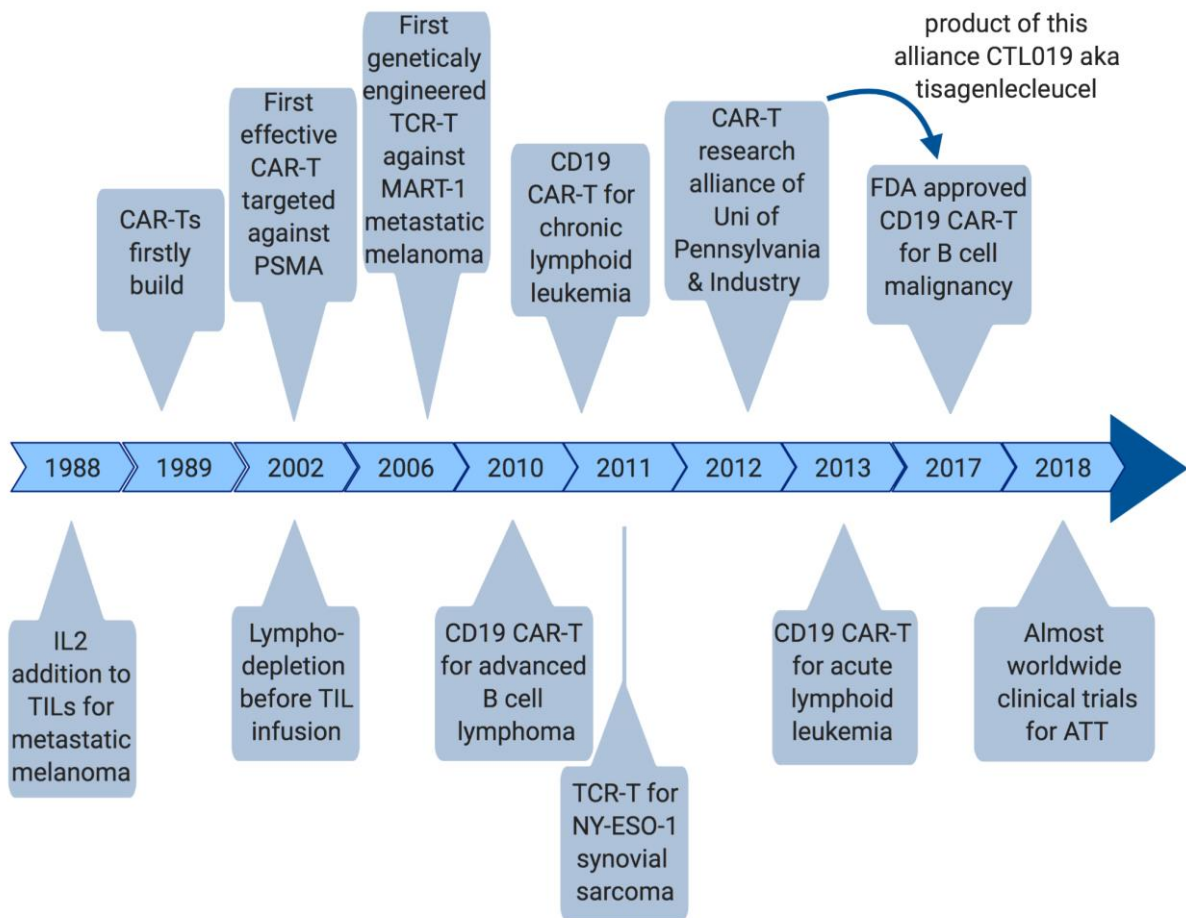 product of this
alliance CTL019 aka
tisagenlecleucel
CAR-Ts
firstly
build
First
effective
CAR-T
targeted
against
PSMA
First
geneticaly
engineered
TCR-T
against
MART-1
metastatic
melanoma
CD19
CAR-T for
chronic
lymphoid
leukemia
CAR-T
research
alliance of
Uni of
Pennsylvania
& Industry
FDA approved
CD19 CAR-T
for B cell
malignancy
1988 1989 2002 2006 2010 2011 2012 2013 2017 2018
IL2
addition to
TILs for
metastatic
melanoma
Lympho-
depletion
before TIL
infusion
CD19 CAR-T
for advanced
B cell
lymphoma
TCR-T for
NY-ESO-1
synovial
sarcoma
CD19 CAR-T
for acute
lymphoid
leukemia
Almost
worldwide
clinical trials
for ATT